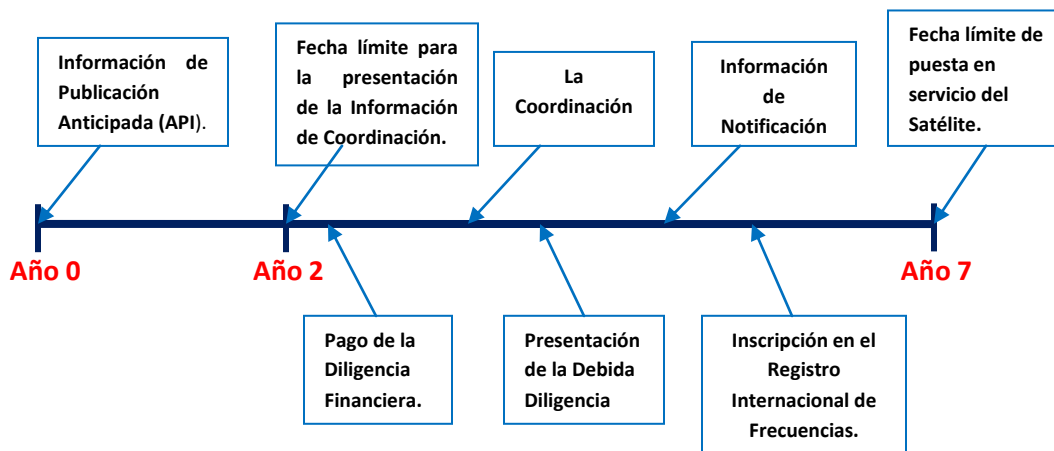 Información de
Publicación
Anticipada (API).
Fecha límite para
la presentación
de la Información
de Coordinación.
La
Coordinación
Información
de
Notificación
Fecha límite de
puesta en
servicio del
Satélite.
Año 0
Año 2
Año 7
Pago de la
Diligencia
Financiera.
Presentación
de la Debida
Diligencia
Inscripción en el
Registro
Internacional de
Frecuencias.